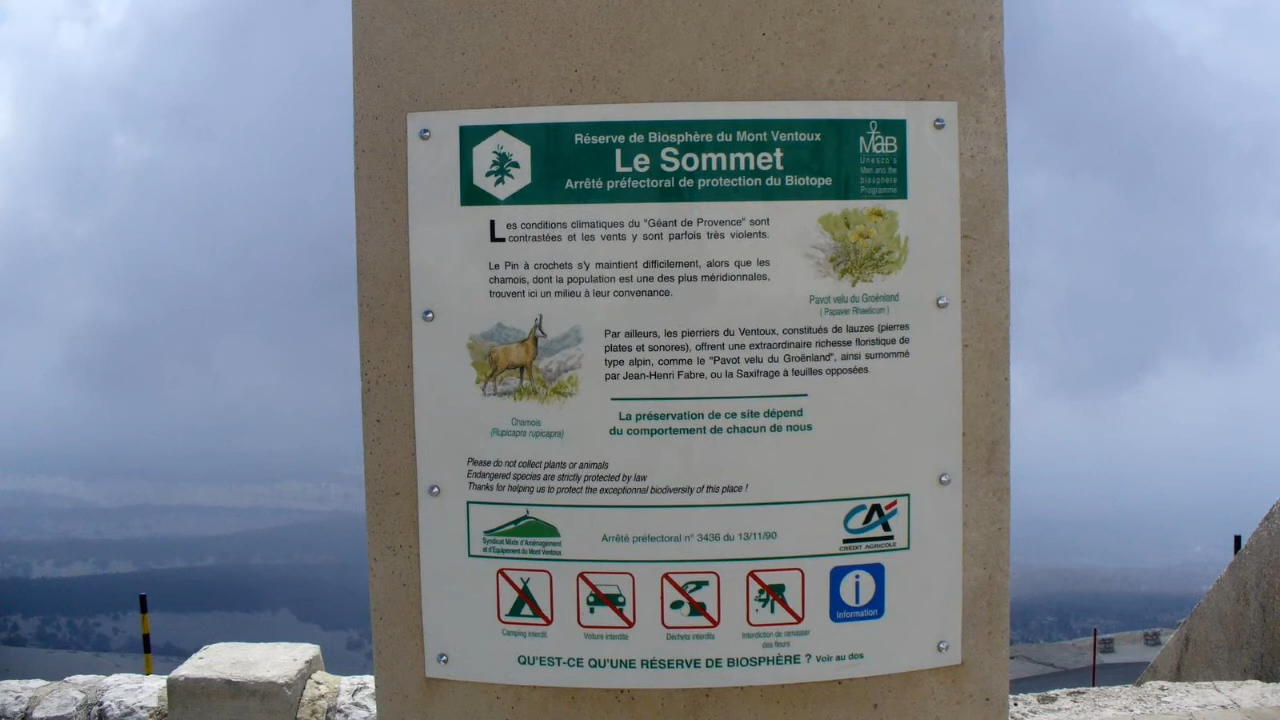 Réserve de Biosphère du Mont Ventoux
Le Sommet
Arrêté préfectoral de protection du Biotope
MaB
Unesco's
Man and the
biosphere
Programme
Les conditions climatiques du "Géant de Provence" sont
contrastées et les vents y sont parfois très violents.
Le Pin à crochets s'y maintient difficilement, alors que les
chamois, dont la population est une des plus méridionnales,
trouvent ici un milieu à leur convenance.
Pavot velu du Groënland
( Papaver Rhaeticum )
Par ailleurs, les pierriers du Ventoux, constitués de lauzes (pierres
plates et sonores), offrent une extraordinaire richesse floristique de
type alpin, comme le "Pavot velu du Groënland", ainsi surnommé
par Jean-Henri Fabre, ou la Saxifrage à feuilles opposées
Chamois
(Rupicapra rupicapra)
La préservation de ce site dépend
du comportement de chacun de nous
Please do not collect plants or animals
Endangered species are strictly protected by law
Thanks for helping us to protect the exceptionnal biodiversity of this place !
Syndicat Mixte d'Aménagement
et d'Equipement du Mont Ventoux
Arrêté préfectoral n° 3436 du 13/11/90
CA
CRÉDIT AGRICOLE
Camping interdit
Voiture interdite
Déchets interdits
Interdiction de ramasser
des fleurs
i
Information
QU'EST-CE QU'UNE RÉSERVE DE BIOSPHÈRE ? Voir au dos